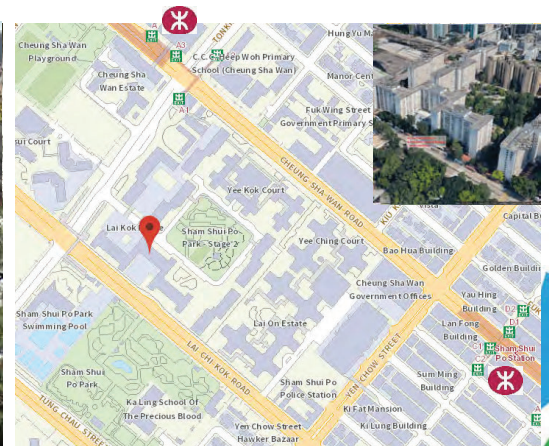 Cheung Sha Wan
Playground
A3
C.C.C. Heep Woh Primary
School (Cheung Sha Wan)
Cheung Sha
Wan Estate
A1
Fuk Wing Street
Government Primary S
CHEUNG SHA WAN ROAD
Yee Kok Court
Lai Kok
Sham Shui Po
Park - Stage 2
Yee Ching Court
Bao Hua Building
Capital Bu
Golden Buildin
Cheung Sha Wan
Government Offices
Yau Hing
Building
D2
D1
Lan Fong
Building
C1
C2
Sham Shui
Po Station
Sham Shui Po Park
Swimming Pool
Lai On Estate
LAI CHI KOK ROAD
YEN CHOW STREET
Sum Ming
Building
Sham Shui
Po Park
Ka Ling School Of
The Precious Blood
Sham Shui Po
Police Station
Ki Fat Mansion
Ki Lung Building
Yen Chow Street
Hawker Bazaar
TUNG CHAU STREET